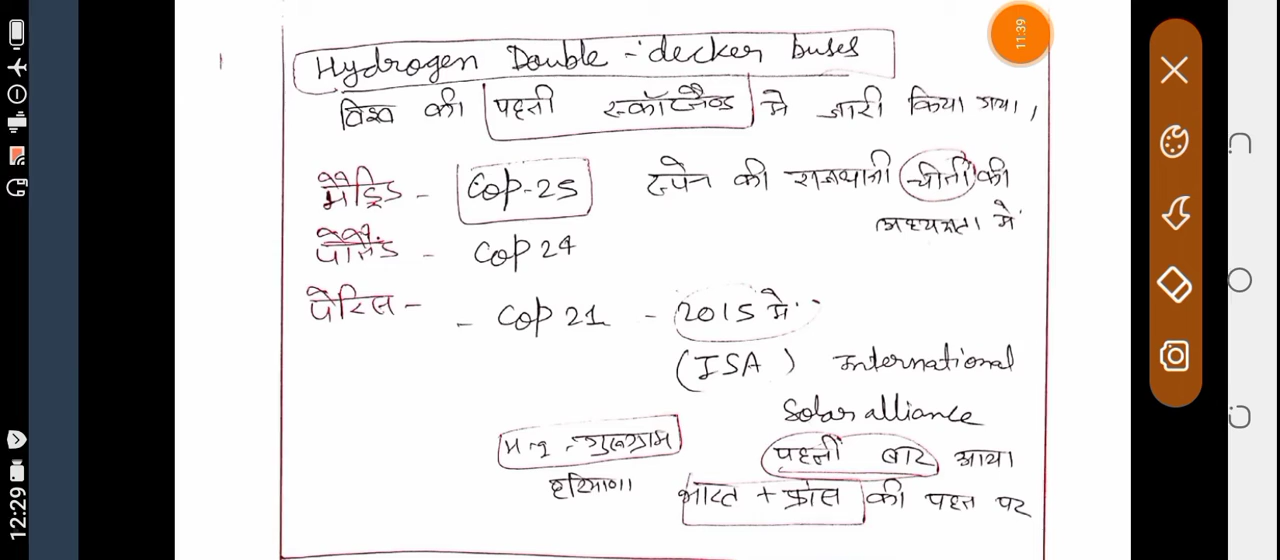 Hydrogen Double-decker buses
विश्व की पहली स्कॉटलैण्ड में जारी किया गया,
मैड्रिड - Cop-25 स्पेन की राजधानी चीली की
अध्यक्षता में
पोलैंड - Cop 24
पेरिस - - Cop 21 - 2015 में
(ISA) International
Solar alliance
गुरुग्राम पहली बार आया
हरियाणा भारत + फ्रांस की पहल पर
11:39
12:29